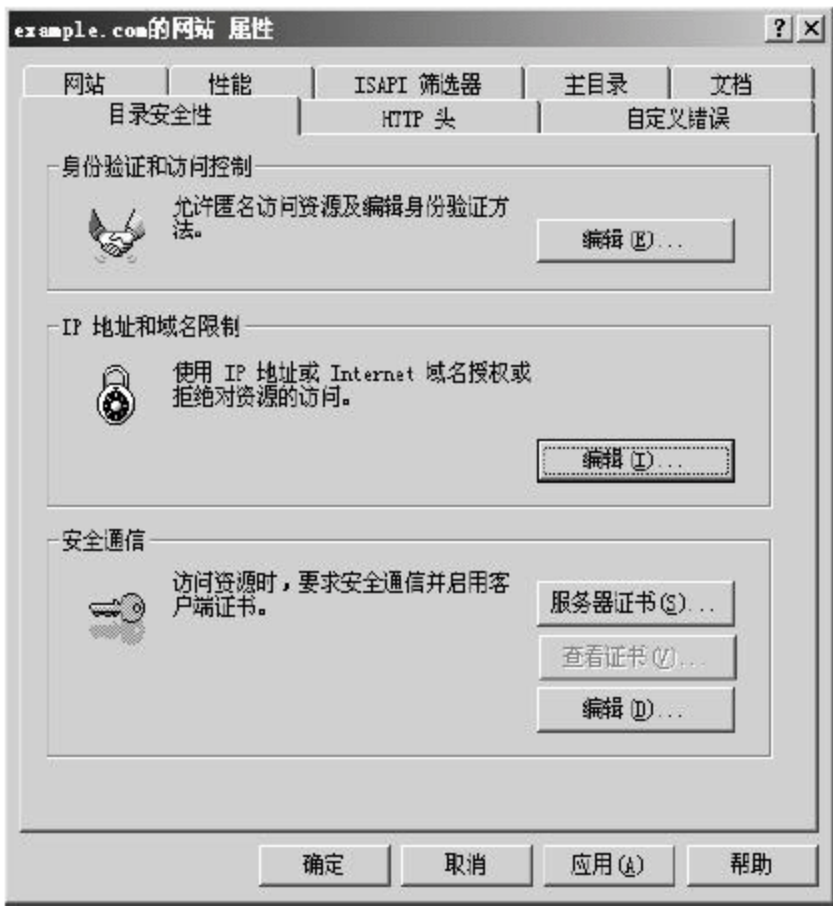 example.com的网站 属性
网站 性能 ISAPI 筛选器 主目录 文档
目录安全性 HTTP 头 自定义错误
身份验证和访问控制
允许匿名访问资源及编辑身份验证方
法。
编辑(E)...
IP 地址和域名限制
使用 IP 地址或 Internet 域名授权或
拒绝对资源的访问。
编辑(I)...
安全通信
访问资源时，要求安全通信并启用客
户端证书。
服务器证书(S)...
查看证书(V)...
编辑(D)...
确定 取消 应用(A) 帮助